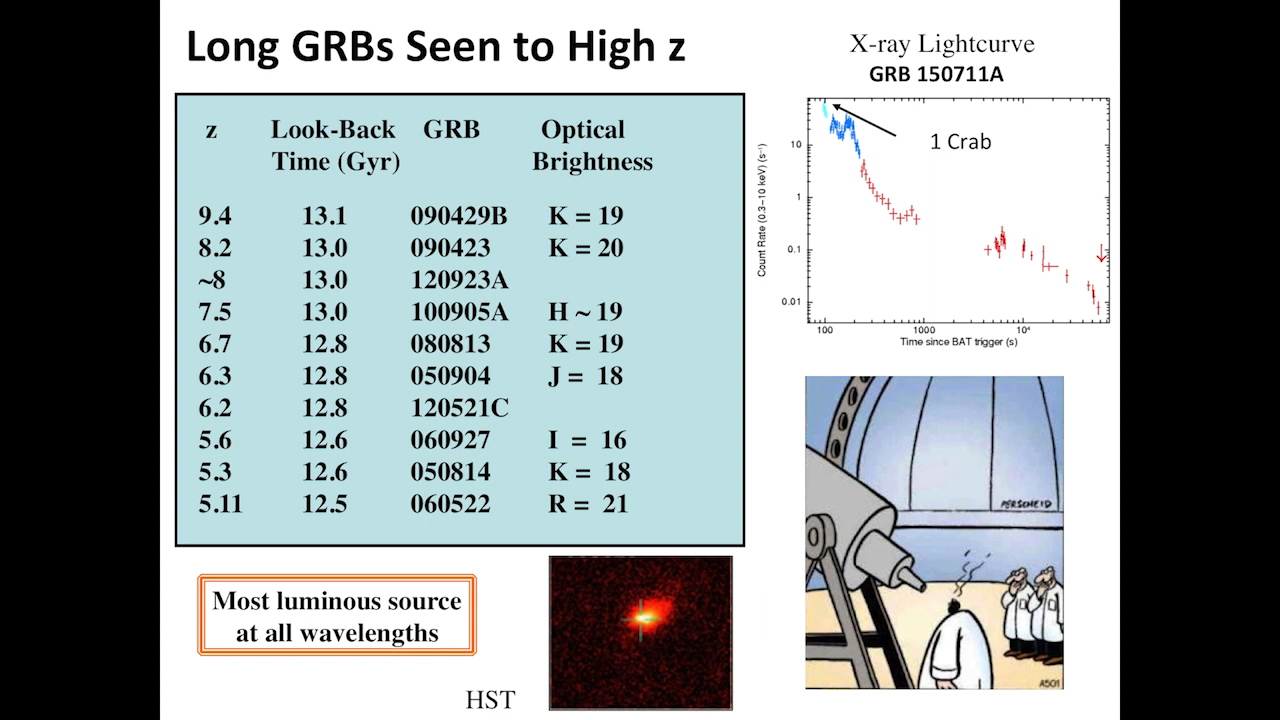 Long GRBs Seen to High z
z Look-Back GRB Optical
Time (Gyr) Brightness
9.4 13.1 090429B K = 19
8.2 13.0 090423 K = 20
~8 13.0 120923A
7.5 13.0 100905A H ~ 19
6.7 12.8 080813 K = 19
6.3 12.8 050904 J = 18
6.2 12.8 120521C
5.6 12.6 060927 I = 16
5.3 12.6 050814 K = 18
5.11 12.5 060522 R = 21
Most luminous source
at all wavelengths
HST
X-ray Lightcurve
GRB 150711A
1 Crab
Count Rate (0.3–10 keV) (s⁻¹)
10
1
0.1
0.01
100 1000 10⁴
Time since BAT trigger (s)
PERSCHEID
A501